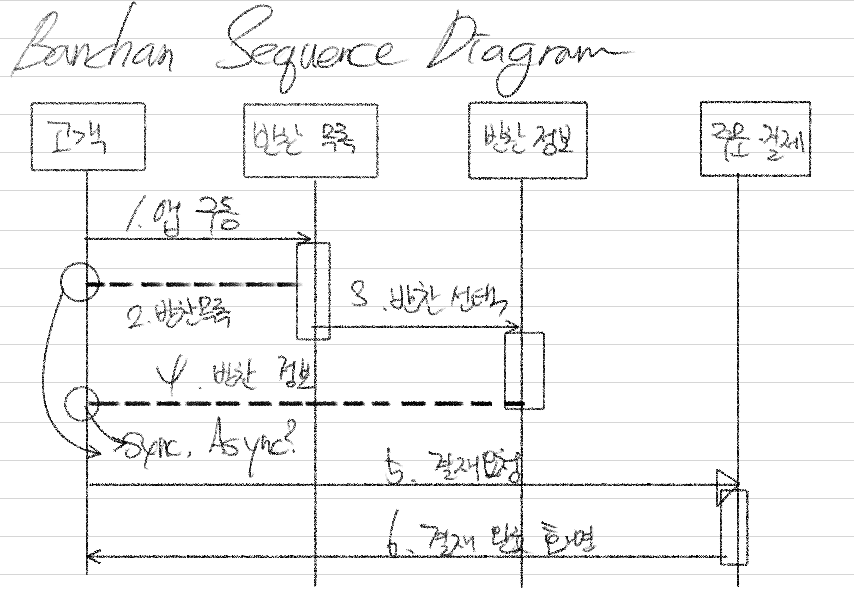 Banchan Sequence Diagram
고객
반찬 목록
반찬 정보
주문 결제
1. 앱 구동
2. 반찬목록
3. 반찬 선택
4. 반찬 정보
Sync, Async?
5. 결재요청
6. 결재 완료 화면